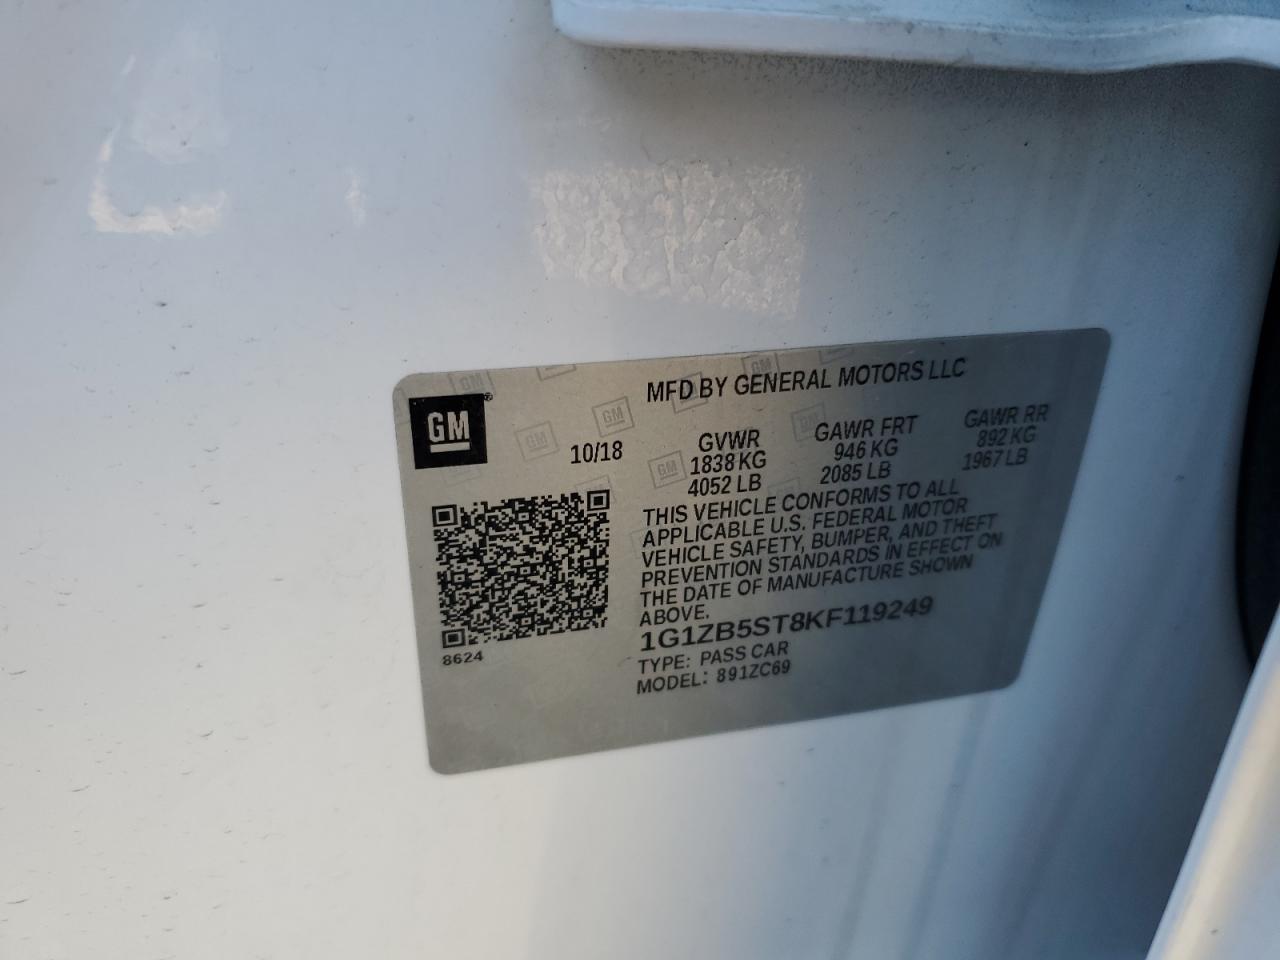 MFD BY GENERAL MOTORS LLC
GM
10/18
GVWR
1838 KG
4052 LB
GAWR FRT
946 KG
2085 LB
GAWR RR
892 KG
1967 LB
THIS VEHICLE CONFORMS TO ALL
APPLICABLE U.S. FEDERAL MOTOR
VEHICLE SAFETY, BUMPER, AND THEFT
PREVENTION STANDARDS IN EFFECT ON
THE DATE OF MANUFACTURE SHOWN
ABOVE.
1G1ZB5ST8KF119249
TYPE: PASS CAR
MODEL: 891ZC69
8624